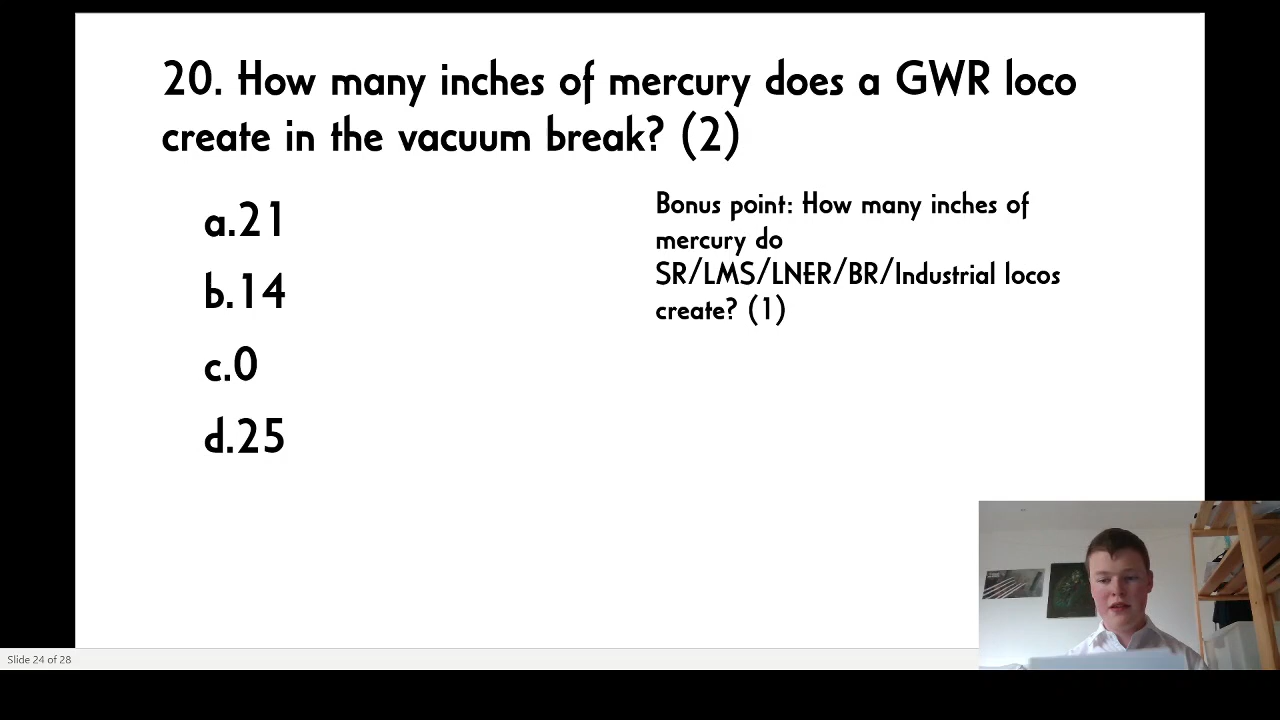 20. How many inches of mercury does a GWR loco
create in the vacuum break? (2)
a.21
b.14
c.0
d.25
Bonus point: How many inches of
mercury do
SR/LMS/LNER/BR/Industrial locos
create? (1)
Slide 24 of 28